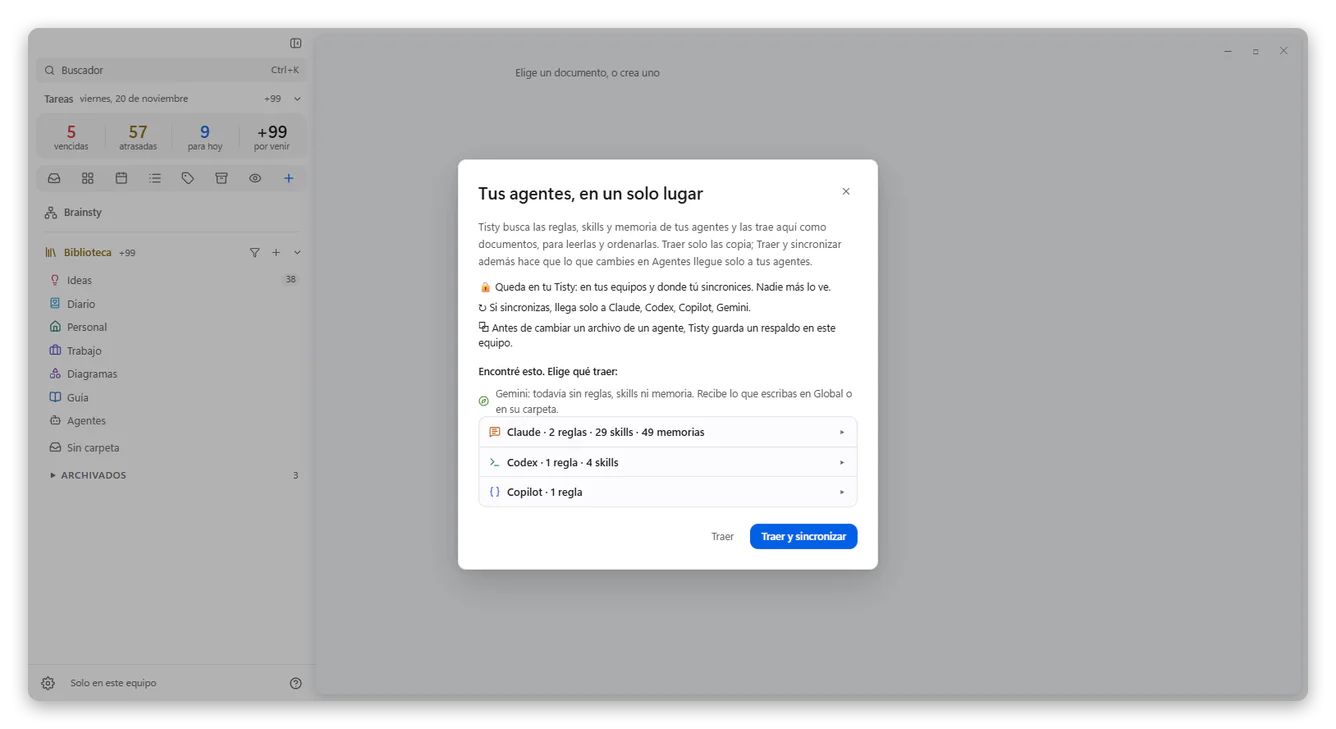 Buscador Ctrl+K
Tareas viernes, 20 de noviembre +99
5 57 9 +99
vencidas atrasadas para hoy por venir
Brainsty
Biblioteca +99
Ideas 38
Diario
Personal
Trabajo
Diagramas
Guía
Agentes
Sin carpeta
ARCHIVADOS 3
Solo en este equipo
Elige un documento, o crea uno
Tus agentes, en un solo lugar
Tisty busca las reglas, skills y memoria de tus agentes y las trae aquí como
documentos, para leerlas y ordenarlas. Traer solo las copia; Traer y sincronizar
además hace que lo que cambies en Agentes llegue solo a tus agentes.
Queda en tu Tisty: en tus equipos y donde tú sincronices. Nadie más lo ve.
Si sincronizas, llega solo a Claude, Codex, Copilot, Gemini.
Antes de cambiar un archivo de un agente, Tisty guarda un respaldo en este
equipo.
Encontré esto. Elige qué traer:
Gemini: todavía sin reglas, skills ni memoria. Recibe lo que escribas en Global o
en su carpeta.
Claude · 2 reglas · 29 skills · 49 memorias
Codex · 1 regla · 4 skills
Copilot · 1 regla
Traer Traer y sincronizar